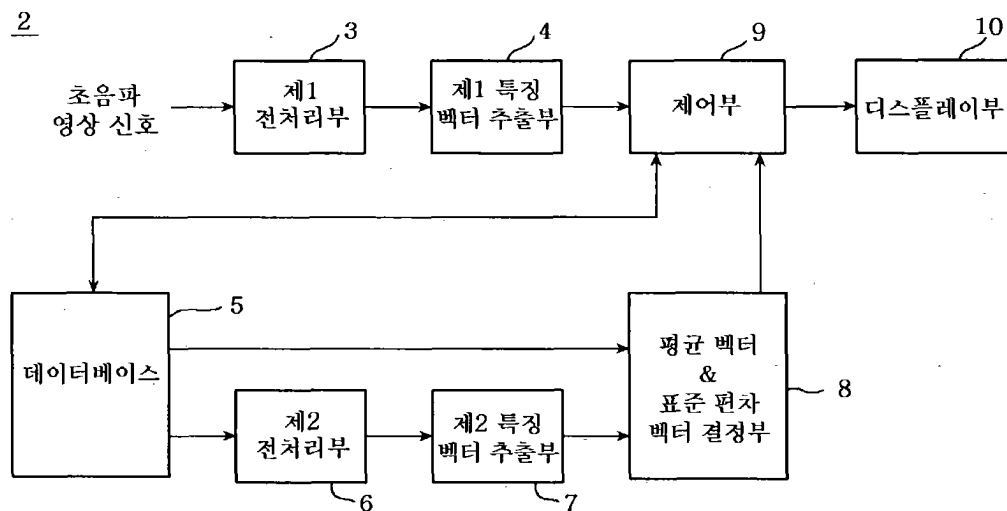 2
3
4
9
10
초음파
영상 신호
제1
전처리부
제1 특징
벡터 추출부
제어부
디스플레이부
5
데이터베이스
평균 벡터
&
표준 편차
벡터 결정부
8
제2
전처리부
제2 특징
벡터 추출부
6
7